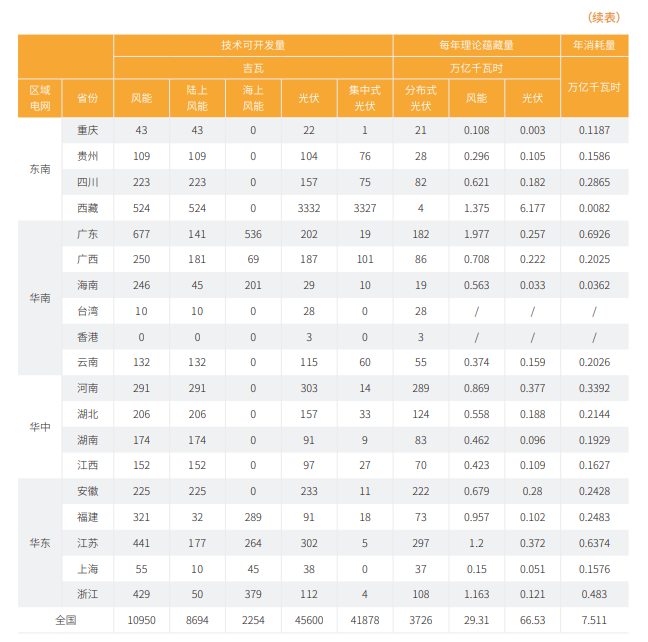 （续表）
技术可开发量 每年理论蕴藏量 年消耗量
吉瓦 万亿千瓦时 万亿千瓦时
区域电网 省份 风能 陆上风能 海上风能 光伏 集中式光伏 分布式光伏 风能 光伏
东南 重庆 43 43 0 22 1 21 0.108 0.003 0.1187
贵州 109 109 0 104 76 28 0.296 0.105 0.1586
四川 223 223 0 157 75 82 0.621 0.182 0.2865
西藏 524 524 0 3332 3327 4 1.375 6.177 0.0082
华南 广东 677 141 536 202 19 182 1.977 0.257 0.6926
广西 250 181 69 187 101 86 0.708 0.222 0.2025
海南 246 45 201 29 10 19 0.563 0.033 0.0362
台湾 10 10 0 28 0 28 / / /
香港 0 0 0 3 0 3 / / /
云南 132 132 0 115 60 55 0.374 0.159 0.2026
华中 河南 291 291 0 303 14 289 0.869 0.377 0.3392
湖北 206 206 0 157 33 124 0.558 0.188 0.2144
湖南 174 174 0 91 9 83 0.462 0.096 0.1929
江西 152 152 0 97 27 70 0.423 0.109 0.1627
华东 安徽 225 225 0 233 11 222 0.679 0.28 0.2428
福建 321 32 289 91 18 73 0.957 0.102 0.2483
江苏 441 177 264 302 5 297 1.2 0.372 0.6374
上海 55 10 45 38 0 37 0.15 0.051 0.1576
浙江 429 50 379 112 4 108 1.163 0.121 0.483
全国 10950 8694 2254 45600 41878 3726 29.31 97.06 7.511